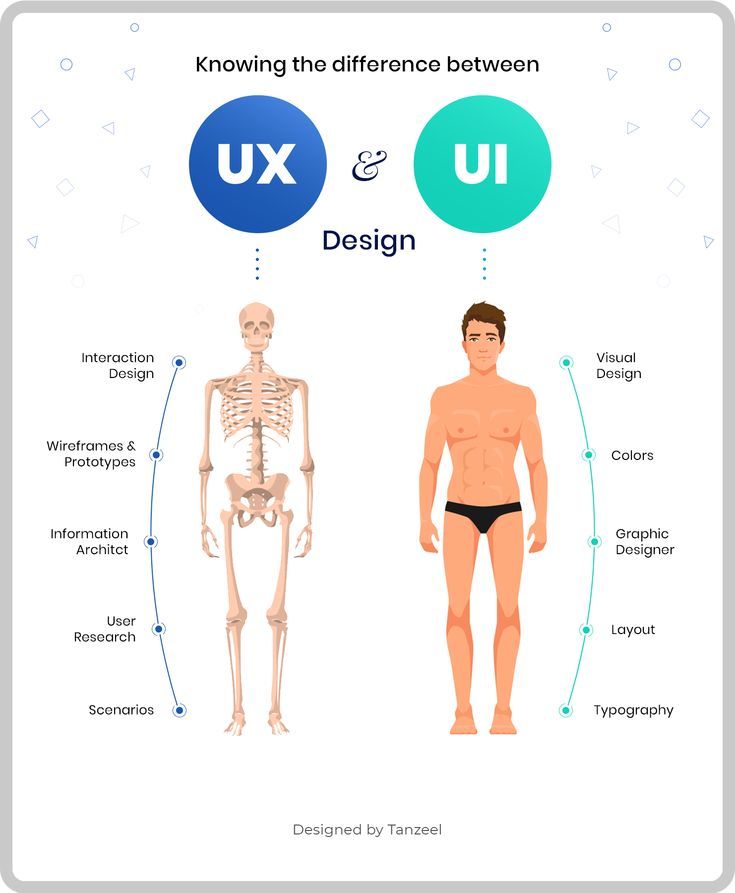 Knowing the difference between
UX & UI
Design
Interaction
Design
Wireframes &
Prototypes
Information
Architct
User
Research
Scenarios
Visual
Design
Colors
Graphic
Designer
Layout
Typography
Designed by Tanzeel